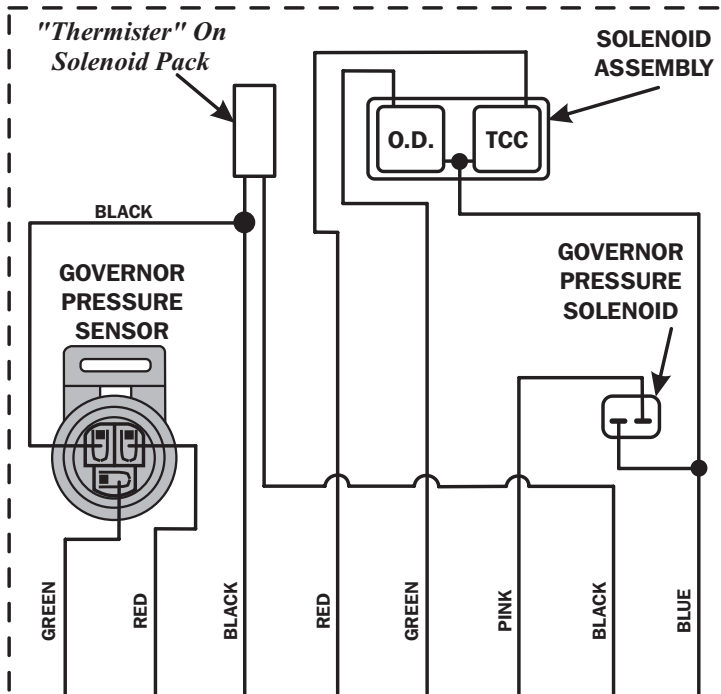 "Thermister" On
Solenoid Pack
SOLENOID
ASSEMBLY
O.D.
TCC
BLACK
GOVERNOR
PRESSURE
SENSOR
GOVERNOR
PRESSURE
SOLENOID
GREEN
RED
BLACK
RED
GREEN
PINK
BLACK
BLUE